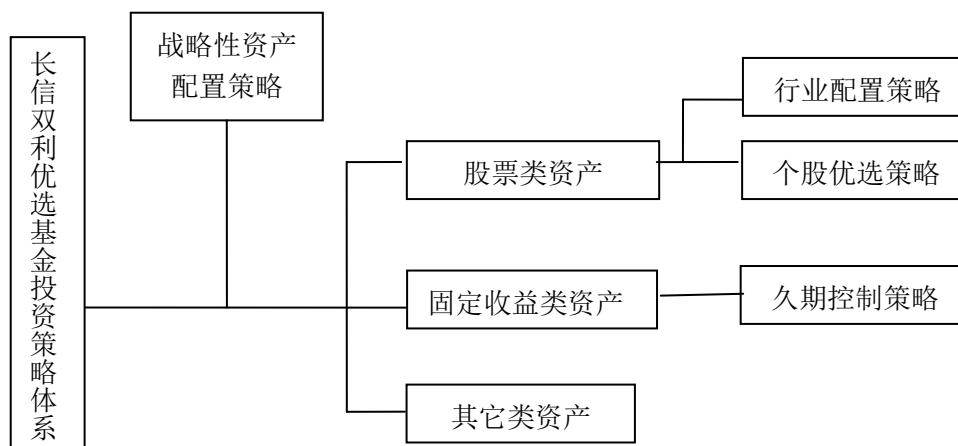 长信双利优选基金投资策略体系
战略性资产
配置策略
股票类资产
行业配置策略
个股优选策略
固定收益类资产
久期控制策略
其它类资产